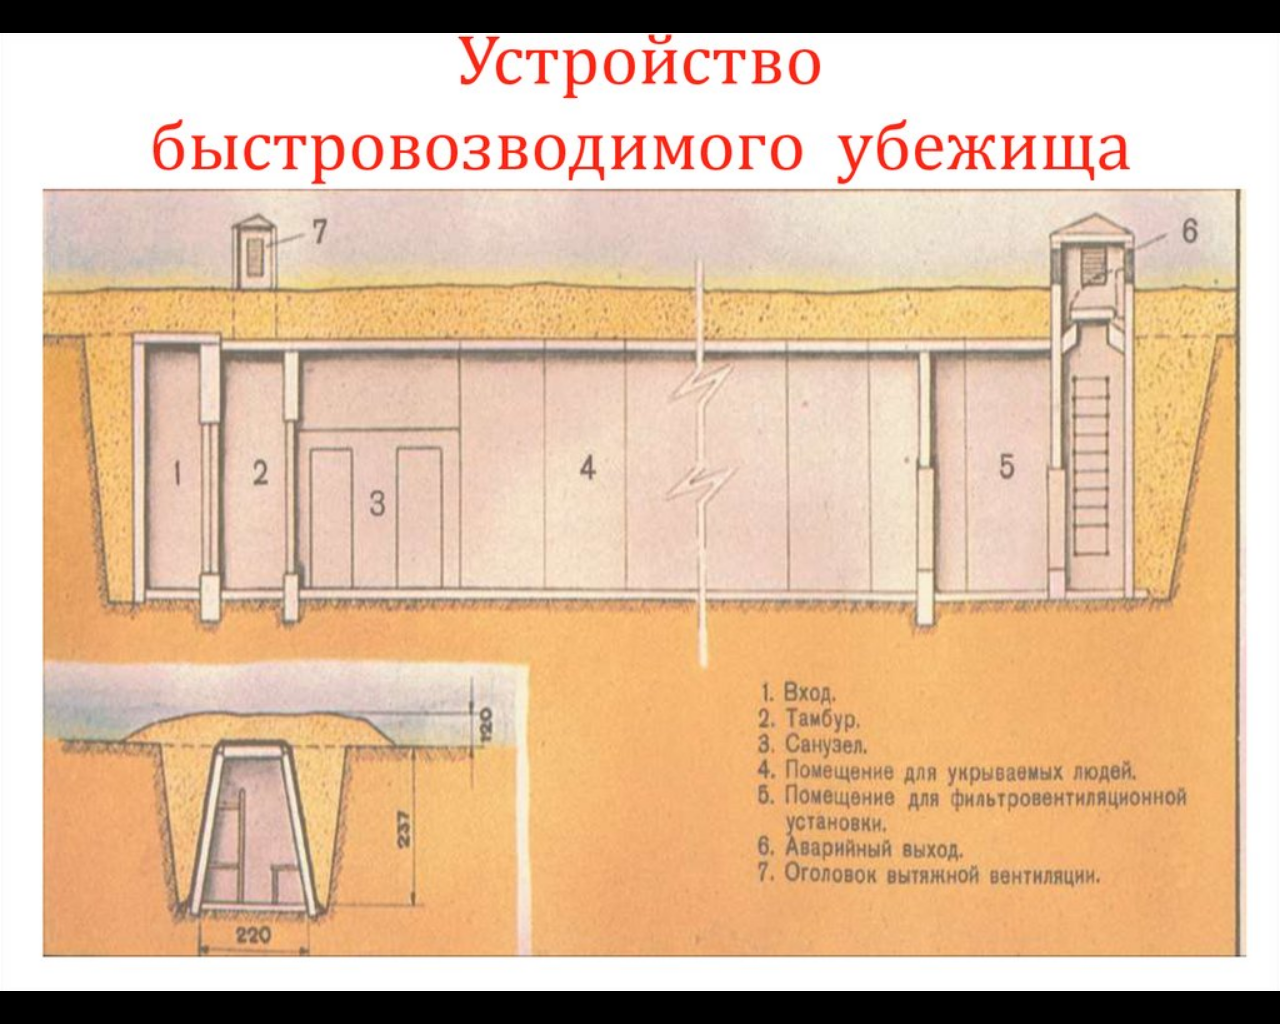 Устройство
быстровозводимого убежища
7
6
1
2
3
4
5
120
237
220
1. Вход.
2. Тамбур.
3. Санузел.
4. Помещение для укрываемых людей.
5. Помещение для фильтровентиляционной
установки.
6. Аварийный выход.
7. Оголовок вытяжной вентиляции.